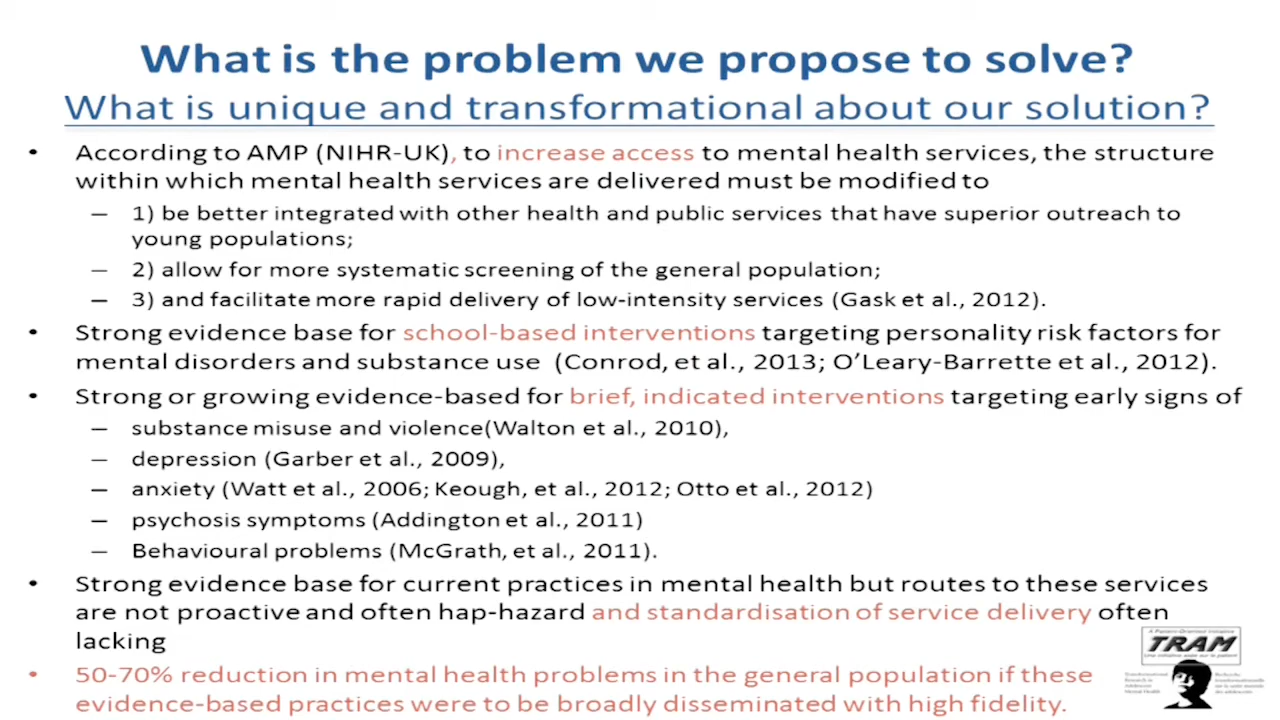 What is the problem we propose to solve?
What is unique and transformational about our solution?
• According to AMP (NIHR-UK), to increase access to mental health services, the structure
within which mental health services are delivered must be modified to
– 1) be better integrated with other health and public services that have superior outreach to
young populations;
– 2) allow for more systematic screening of the general population;
– 3) and facilitate more rapid delivery of low-intensity services (Gask et al., 2012).
• Strong evidence base for school-based interventions targeting personality risk factors for
mental disorders and substance use (Conrod, et al., 2013; O’Leary-Barrette et al., 2012).
• Strong or growing evidence-based for brief, indicated interventions targeting early signs of
– substance misuse and violence(Walton et al., 2010),
– depression (Garber et al., 2009),
– anxiety (Watt et al., 2006; Keough, et al., 2012; Otto et al., 2012)
– psychosis symptoms (Addington et al., 2011)
– Behavioural problems (McGrath, et al., 2011).
• Strong evidence base for current practices in mental health but routes to these services
are not proactive and often hap-hazard and standardisation of service delivery often
lacking
• 50-70% reduction in mental health problems in the general population if these
evidence-based practices were to be broadly disseminated with high fidelity.
A Patient-Oriented Initiative
TRAM
Transformational
Research in
Adolescent
Mental Health